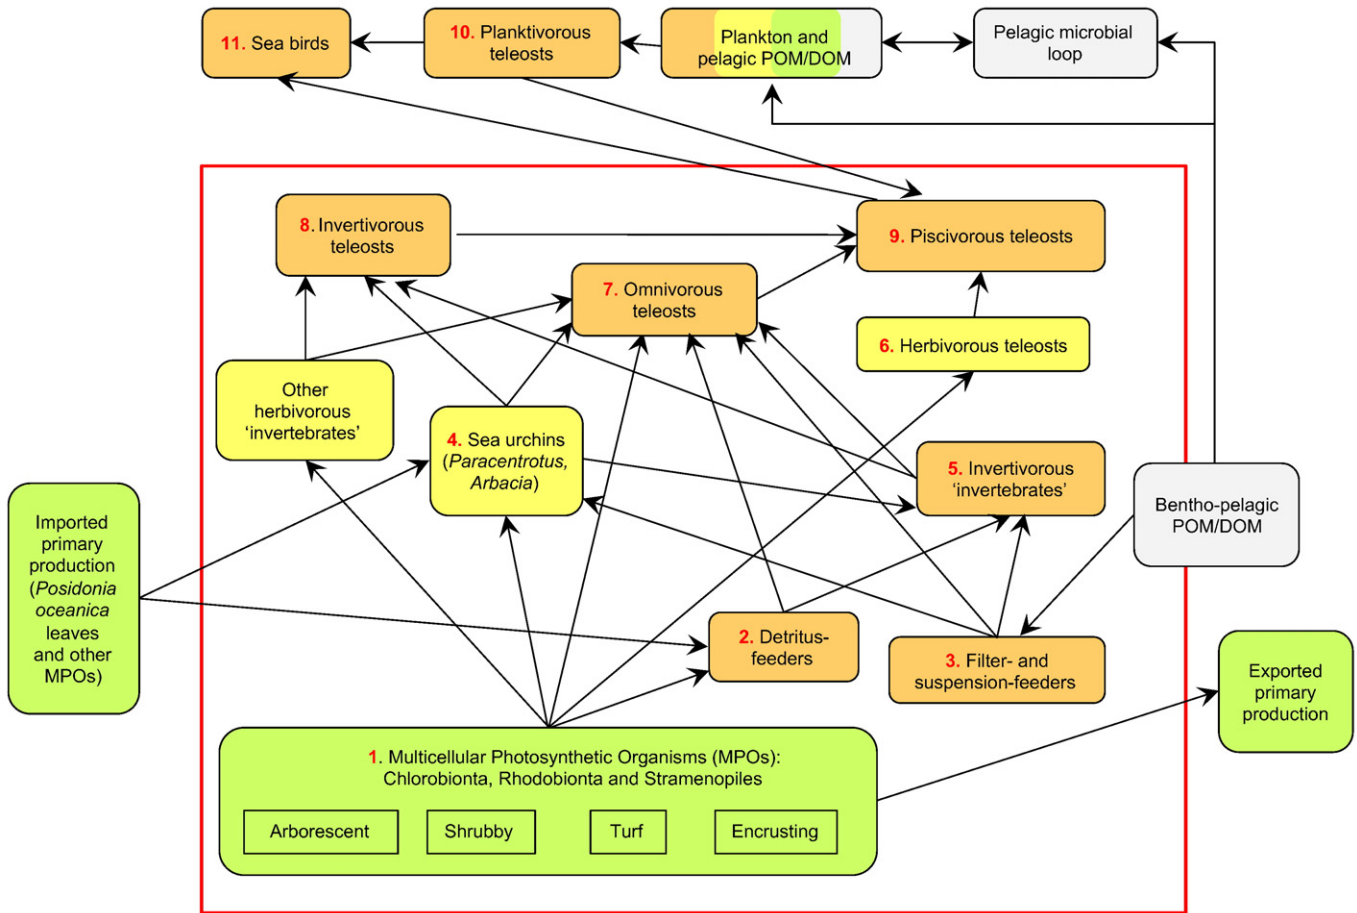 11. Sea birds
10. Planktivorous
teleosts
Plankton and
pelagic POM/DOM
Pelagic microbial
loop
8. Invertivorous
teleosts
9. Piscivorous teleosts
7. Omnivorous
teleosts
6. Herbivorous teleosts
Other
herbivorous
‘invertebrates’
4. Sea urchins
(Paracentrotus,
Arbacia)
5. Invertivorous
‘invertebrates’
Bentho-pelagic
POM/DOM
Imported
primary
production
(Posidonia
oceanica
leaves
and other
MPOs)
2. Detritus-
feeders
3. Filter- and
suspension-feeders
Exported
primary
production
1. Multicellular Photosynthetic Organisms (MPOs):
Chlorobionta, Rhodobionta and Stramenopiles
Arborescent
Shrubby
Turf
Encrusting